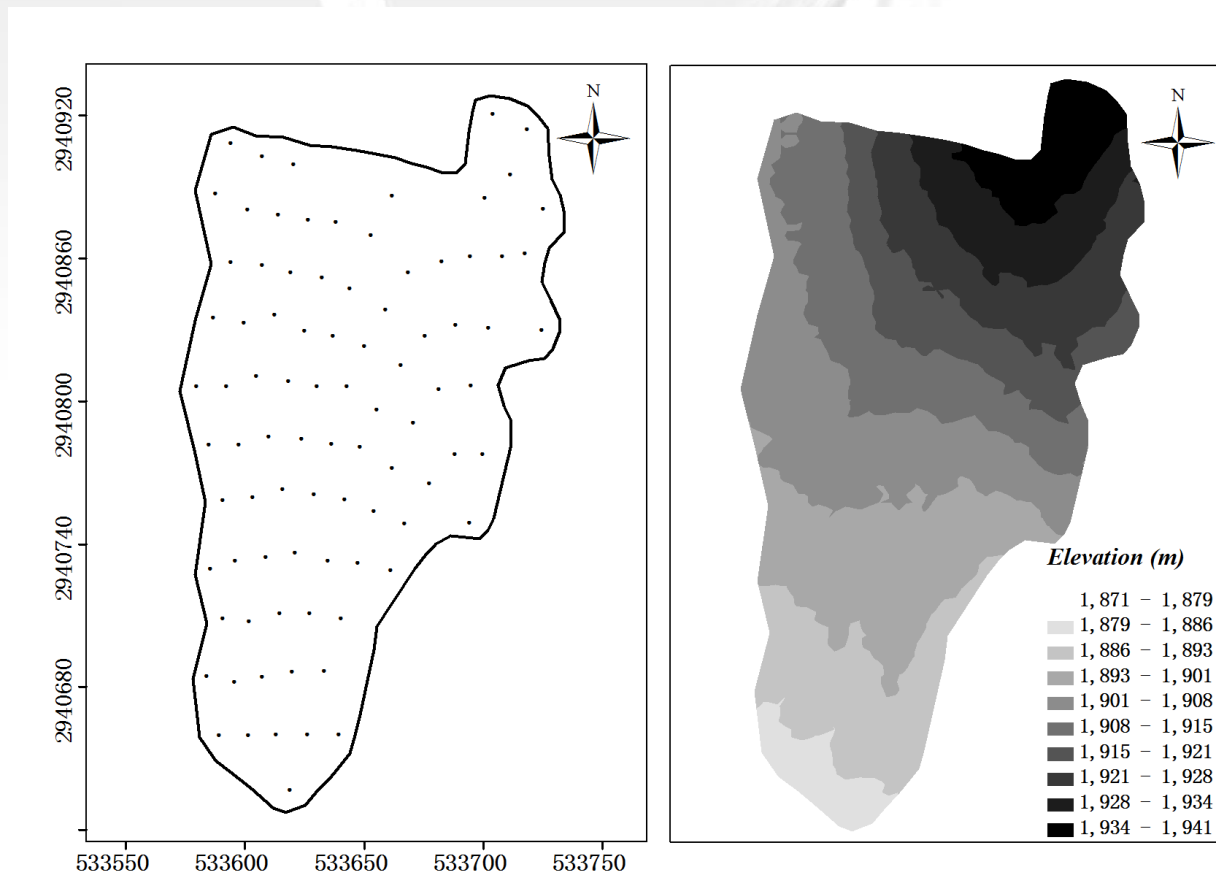 N
2940920
2940860
2940800
2940740
2940680
533550 533600 533650 533700 533750
N
Elevation (m)
1,871 – 1,879
1,879 – 1,886
1,886 – 1,893
1,893 – 1,901
1,901 – 1,908
1,908 – 1,915
1,915 – 1,921
1,921 – 1,928
1,928 – 1,934
1,934 – 1,941